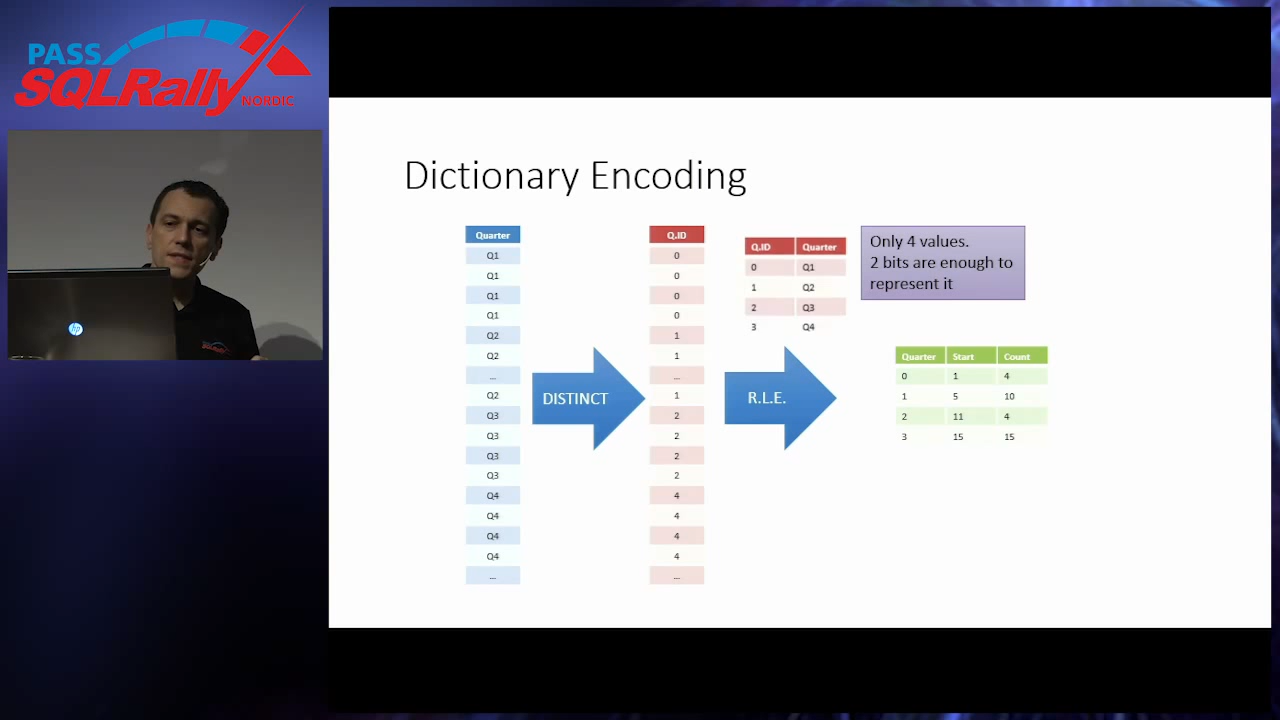 PASS
SQLRally
NORDIC
hp
SQLRally
Dictionary Encoding
Quarter
Q1
Q1
Q1
Q1
Q2
Q2
...
Q2
Q3
Q3
Q3
Q3
Q4
Q4
Q4
Q4
...
DISTINCT
Q.ID
0
0
0
0
1
1
...
1
2
2
2
2
4
4
4
4
...
R.L.E.
Q.ID Quarter
0 Q1
1 Q2
2 Q3
3 Q4
Only 4 values.
2 bits are enough to
represent it
Quarter Start Count
0 1 4
1 5 10
2 11 4
3 15 15